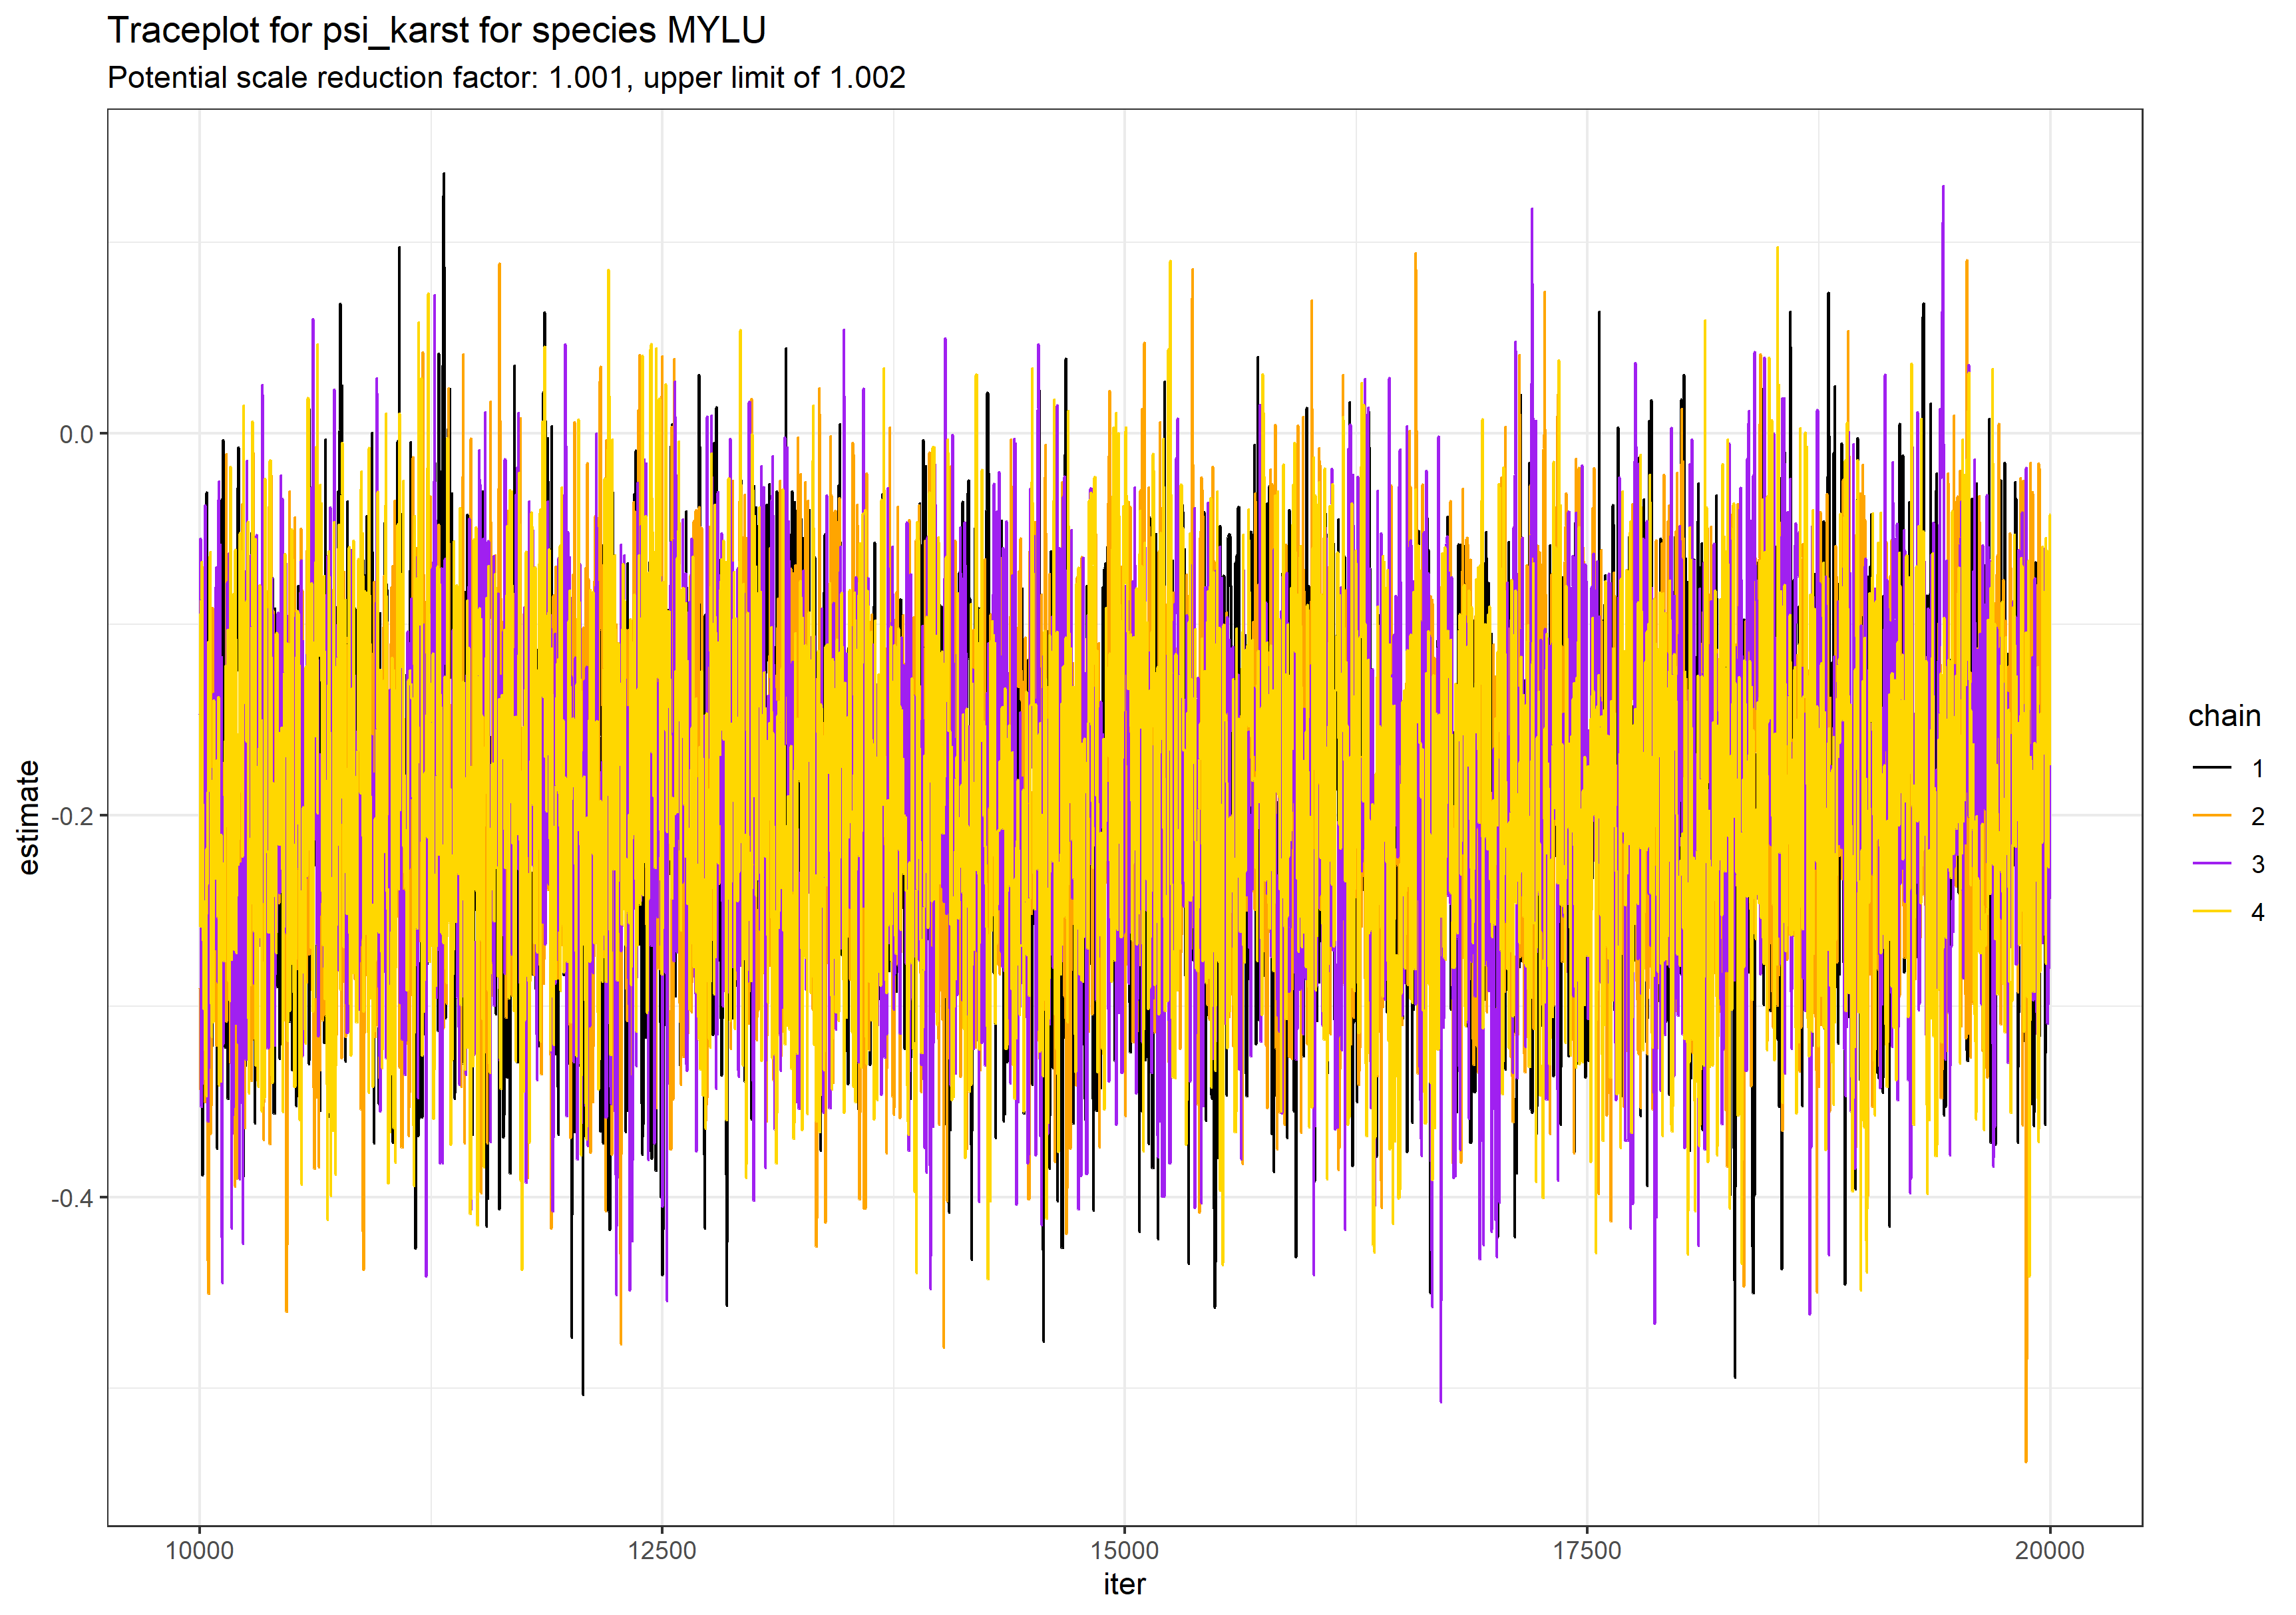 Traceplot for psi_karst for species MYLU
Potential scale reduction factor: 1.001, upper limit of 1.002
estimate
0.0
-0.2
-0.4
10000 12500 15000 17500 20000
iter
chain
1
2
3
4